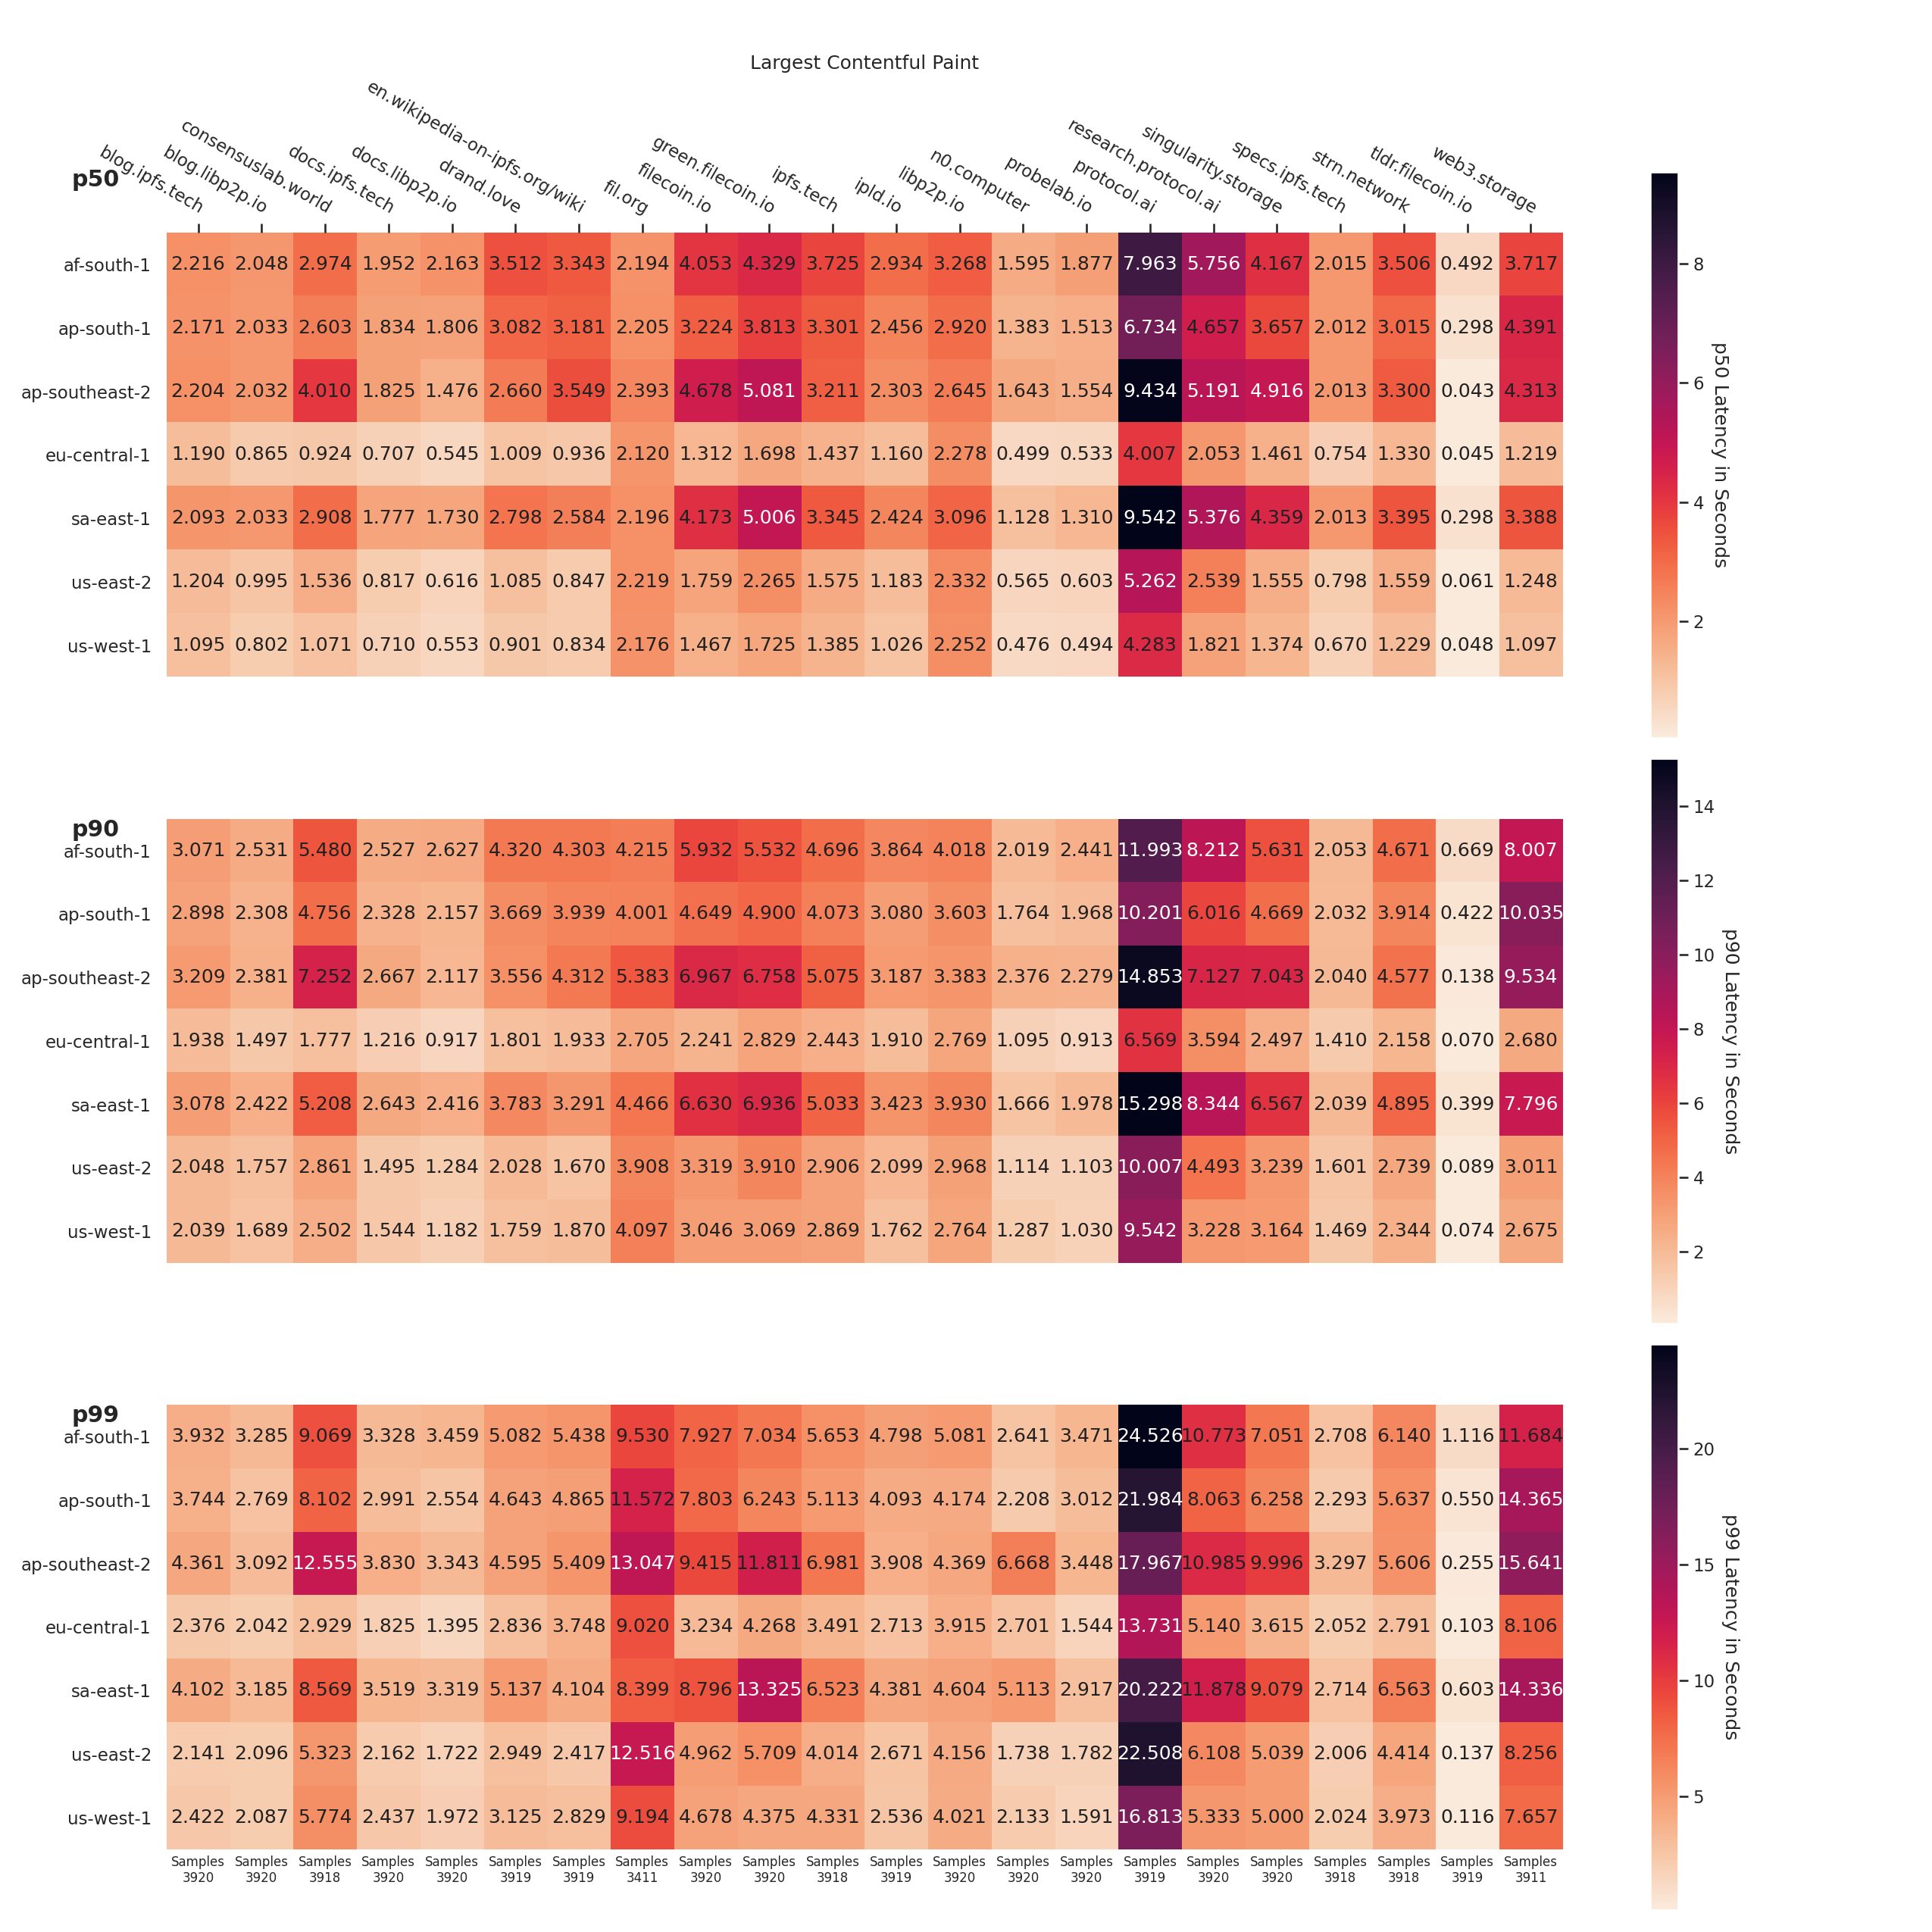 Largest Contentful Paint
p50
blog.ipfs.tech
blog.libp2p.io
consensuslab.world
docs.ipfs.tech
docs.libp2p.io
drand.love
en.wikipedia-on-ipfs.org/wiki
fil.org
filecoin.io
green.filecoin.io
ipfs.tech
ipld.io
libp2p.io
n0.computer
probelab.io
protocol.ai
research.protocol.ai
singularity.storage
specs.ipfs.tech
strn.network
tldr.filecoin.io
web3.storage
af-south-1 2.216 2.048 2.974 1.952 2.163 3.512 3.343 2.194 4.053 4.329 3.725 2.934 3.268 1.595 1.877 7.963 5.756 4.167 2.015 3.506 0.492 3.717
ap-south-1 2.171 2.033 2.603 1.834 1.806 3.082 3.181 2.205 3.224 3.813 3.301 2.456 2.920 1.383 1.513 6.734 4.657 3.657 2.012 3.015 0.298 4.391
ap-southeast-2 2.204 2.032 4.010 1.825 1.476 2.660 3.549 2.393 4.678 5.081 3.211 2.303 2.645 1.643 1.554 9.434 5.191 4.916 2.013 3.300 0.043 4.313
eu-central-1 1.190 0.865 0.924 0.707 0.545 1.009 0.936 2.120 1.312 1.698 1.437 1.160 2.278 0.499 0.533 4.007 2.053 1.461 0.754 1.330 0.045 1.219
sa-east-1 2.093 2.033 2.908 1.777 1.730 2.798 2.584 2.196 4.173 5.006 3.345 2.424 3.096 1.128 1.310 9.542 5.376 4.359 2.013 3.395 0.298 3.388
us-east-2 1.204 0.995 1.536 0.817 0.616 1.085 0.847 2.219 1.759 2.265 1.575 1.183 2.332 0.565 0.603 5.262 2.539 1.555 0.798 1.559 0.061 1.248
us-west-1 1.095 0.802 1.071 0.710 0.553 0.901 0.834 2.176 1.467 1.725 1.385 1.026 2.252 0.476 0.494 4.283 1.821 1.374 0.670 1.229 0.048 1.097
8
6
4
2
p50 Latency in Seconds
p90
af-south-1 3.071 2.531 5.480 2.527 2.627 4.320 4.303 4.215 5.932 5.532 4.696 3.864 4.018 2.019 2.441 11.993 8.212 5.631 2.053 4.671 0.669 8.007
ap-south-1 2.898 2.308 4.756 2.328 2.157 3.669 3.939 4.001 4.649 4.900 4.073 3.080 3.603 1.764 1.968 10.201 6.016 4.669 2.032 3.914 0.422 10.035
ap-southeast-2 3.209 2.381 7.252 2.667 2.117 3.556 4.312 5.383 6.967 6.758 5.075 3.187 3.383 2.376 2.279 14.853 7.127 7.043 2.040 4.577 0.138 9.534
eu-central-1 1.938 1.497 1.777 1.216 0.917 1.801 1.933 2.705 2.241 2.829 2.443 1.910 2.769 1.095 0.913 6.569 3.594 2.497 1.410 2.158 0.070 2.680
sa-east-1 3.078 2.422 5.208 2.643 2.416 3.783 3.291 4.466 6.630 6.936 5.033 3.423 3.930 1.666 1.978 15.298 8.344 6.567 2.039 4.895 0.399 7.796
us-east-2 2.048 1.757 2.861 1.495 1.284 2.028 1.670 3.908 3.319 3.910 2.906 2.099 2.968 1.114 1.103 10.007 4.493 3.239 1.601 2.739 0.089 3.011
us-west-1 2.039 1.689 2.502 1.544 1.182 1.759 1.870 4.097 3.046 3.069 2.869 1.762 2.764 1.287 1.030 9.542 3.228 3.164 1.469 2.344 0.074 2.675
14
12
10
8
6
4
2
p90 Latency in Seconds
p99
af-south-1 3.932 3.285 9.069 3.328 3.459 5.082 5.438 9.530 7.927 7.034 5.653 4.798 5.081 2.641 3.471 24.526 10.773 7.051 2.708 6.140 1.116 11.684
ap-south-1 3.744 2.769 8.102 2.991 2.554 4.643 4.865 11.572 7.803 6.243 5.113 4.093 4.174 2.208 3.012 21.984 8.063 6.258 2.293 5.637 0.550 14.365
ap-southeast-2 4.361 3.092 12.555 3.830 3.343 4.595 5.409 13.047 9.415 11.811 6.981 3.908 4.369 6.668 3.448 17.967 10.985 9.996 3.297 5.606 0.255 15.641
eu-central-1 2.376 2.042 2.929 1.825 1.395 2.836 3.748 9.020 3.234 4.268 3.491 2.713 3.915 2.701 1.544 13.731 5.140 3.615 2.052 2.791 0.103 8.106
sa-east-1 4.102 3.185 8.569 3.519 3.319 5.137 4.104 8.399 8.796 13.325 6.523 4.381 4.604 5.113 2.917 20.222 11.878 9.079 2.714 6.563 0.603 14.336
us-east-2 2.141 2.096 5.323 2.162 1.722 2.949 2.417 12.516 4.962 5.709 4.014 2.671 4.156 1.738 1.782 22.508 6.108 5.039 2.006 4.414 0.137 8.256
us-west-1 2.422 2.087 5.774 2.437 1.972 3.125 2.829 9.194 4.678 4.375 4.331 2.536 4.021 2.133 1.591 16.813 5.333 5.000 2.024 3.973 0.116 7.657
20
15
10
5
p99 Latency in Seconds
Samples Samples Samples Samples Samples Samples Samples Samples Samples Samples Samples Samples Samples Samples Samples Samples Samples Samples Samples Samples Samples Samples
3920 3920 3918 3920 3920 3919 3919 3411 3920 3920 3918 3919 3920 3920 3920 3919 3920 3920 3918 3918 3919 3911